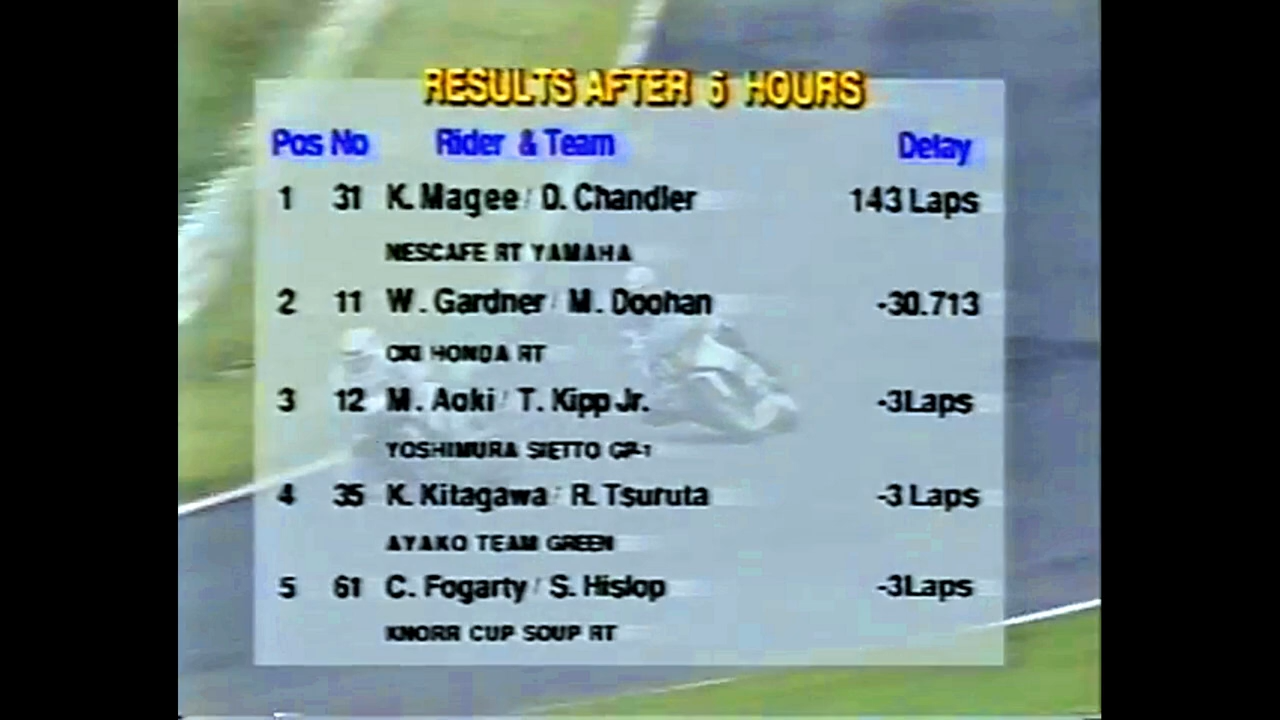 RESULTS AFTER 6 HOURS
Pos No Rider & Team Delay
1 31 K. Magee / D. Chandler 143 Laps
NESCAFE RT YAMAHA
2 11 W. Gardner / M. Doohan -30.713
OKI HONDA RT
3 12 M. Aoki / T. Kipp Jr. -3Laps
YOSHIMURA SIETTO GP-1
4 35 K. Kitagawa / R. Tsuruta -3 Laps
AYAKO TEAM GREEN
5 61 C. Fogarty / S. Hislop -3Laps
KNORR CUP SOUP RT